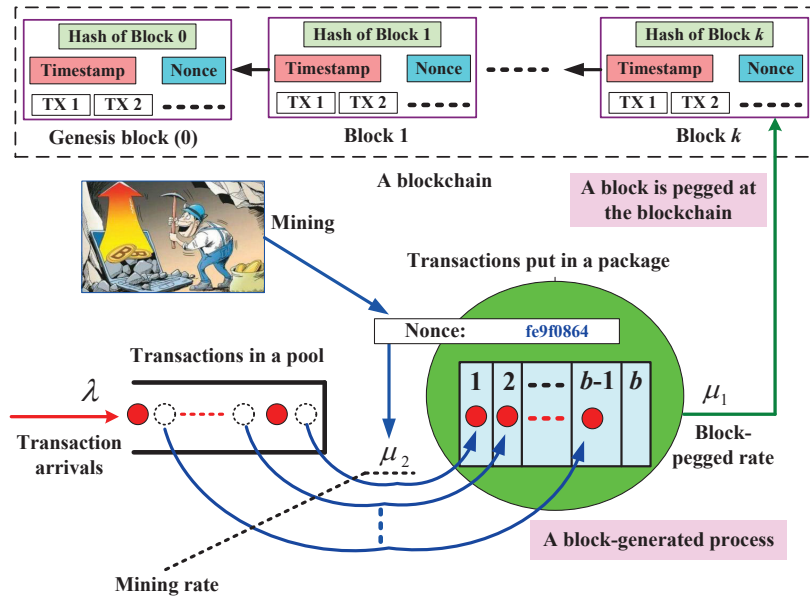 Hash of Block 0
Timestamp
Nonce
TX 1
TX 2
Genesis block (0)
Hash of Block 1
Timestamp
Nonce
TX 1
TX 2
Block 1
Hash of Block k
Timestamp
Nonce
TX 1
TX 2
Block k
A blockchain
A block is pegged at
the blockchain
Mining
Transactions put in a package
Nonce: fe9f0864
Transactions in a pool
1 2 b-1 b
λ
Transaction
arrivals
μ2
μ1
Block-
pegged rate
A block-generated process
Mining rate